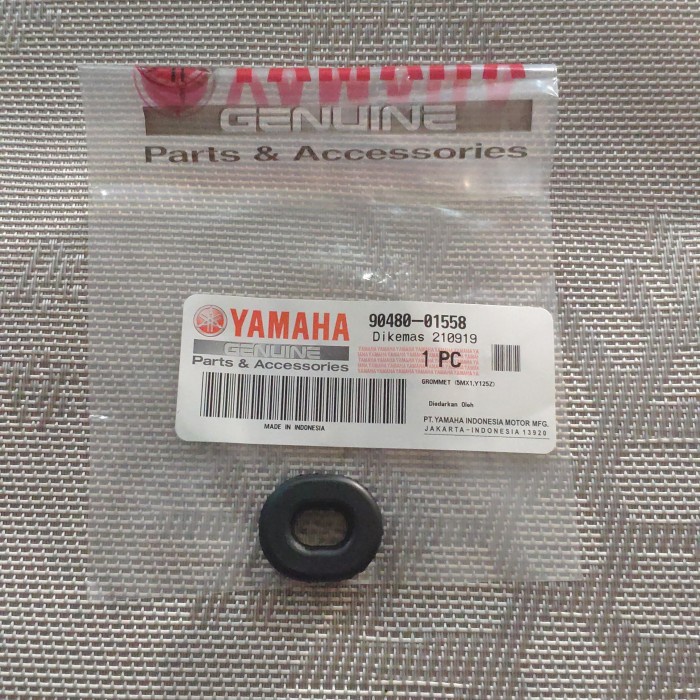 YAMAHA
GENUINE
Parts & Accessories
YAMAHA
GENUINE
Parts & Accessories
MADE IN INDONESIA
90480-01558
Dikemas 210919
1 PC
GROMMET (5MX1,Y125Z)
Diedarkan Oleh
PT. YAMAHA INDONESIA MOTOR MFG.
JAKARTA-INDONESIA 13920